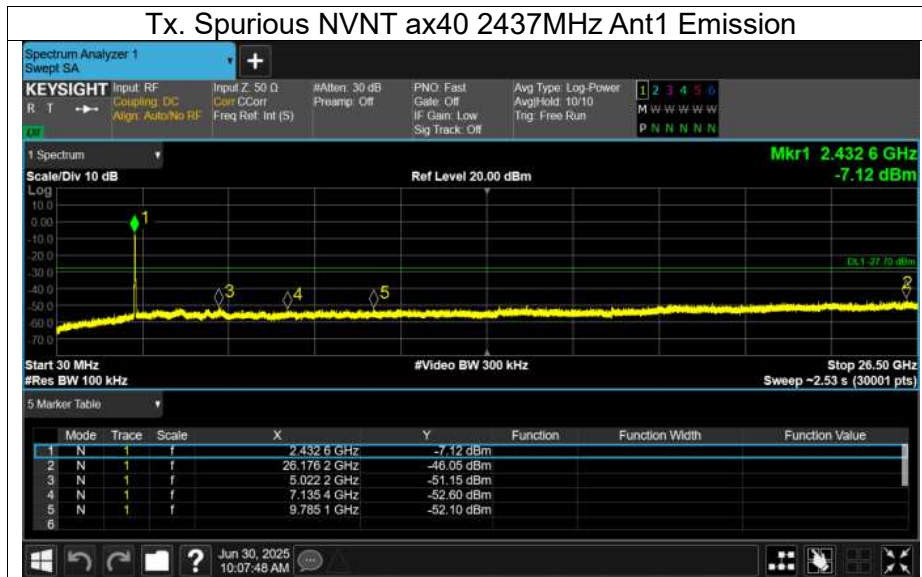 Tx. Spurious NVNT ax40 2437MHz Ant1 Emission
Spectrum Analyzer 1
Swept SA
+
KEYSIGHT Input: RF Input Z: 50 Ω #Atten: 30 dB PNO: Fast Avg Type: Log-Power 1 2 3 4 5 6
R T Coupling: DC Corr CCorr Preamp: Off Gate: Off Avg|Hold: 10/10 M W W W W W
Align: Auto/No RF Freq Ref: Int (S) IF Gain: Low Trig: Free Run
Sig Track: Off P N N N N N
1 Spectrum Mkr1 2.432 6 GHz
Scale/Div 10 dB Ref Level 20.00 dBm -7.12 dBm
Log
10.0
0.00 1
-10.0
-20.0
DL1 -27.70 dBm
-30.0
-40.0 3 4 5 2
-50.0
-60.0
-70.0
Start 30 MHz #Video BW 300 kHz Stop 26.50 GHz
#Res BW 100 kHz Sweep ~2.53 s (30001 pts)
5 Marker Table
Mode Trace Scale X Y Function Function Width Function Value
1 N 1 f 2.432 6 GHz -7.12 dBm
2 N 1 f 26.176 2 GHz -46.05 dBm
3 N 1 f 5.022 2 GHz -51.15 dBm
4 N 1 f 7.135 4 GHz -52.60 dBm
5 N 1 f 9.785 1 GHz -52.10 dBm
6
? Jun 30, 2025
10:07:48 AM